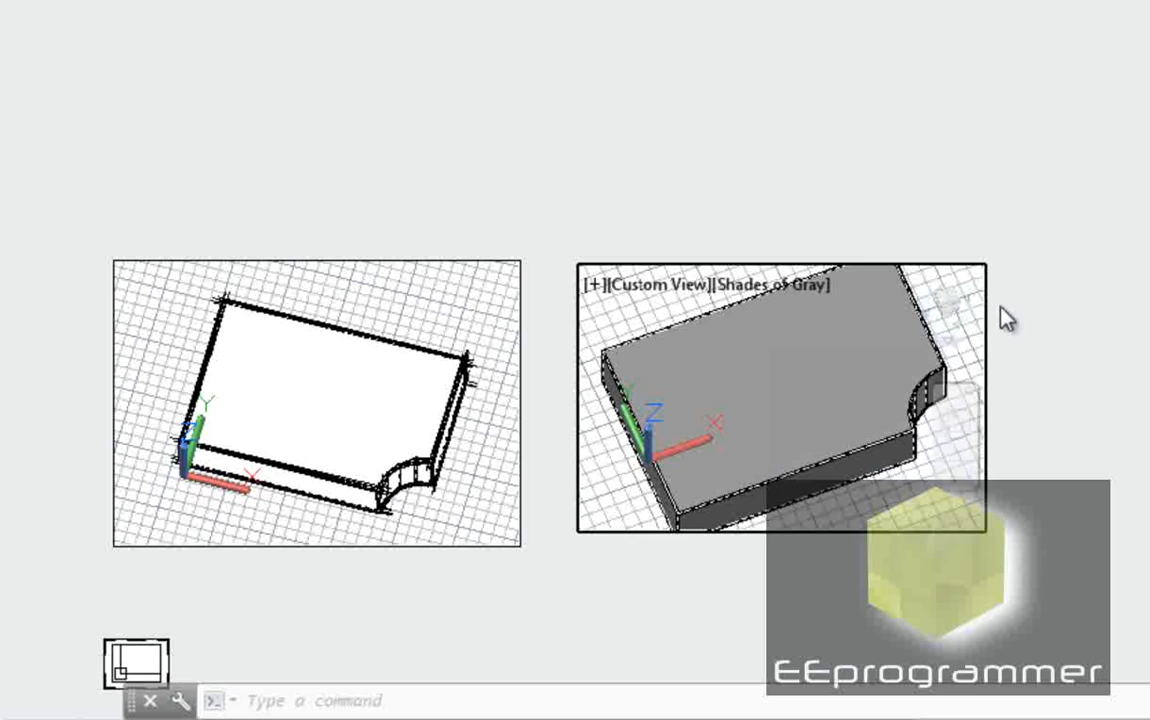 [+][Custom View][Shades of Gray]
Y
Z
X
Y
Z
X
EEprogrammer
Type a command